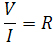 V/I = R